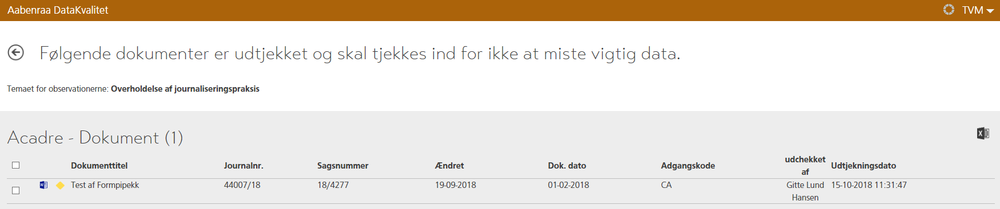 Aabenraa DataKvalitet TVM
Følgende dokumenter er udtjekket og skal tjekkes ind for ikke at miste vigtig data.
Temaet for observationerne: Overholdelse af journaliseringspraksis
Acadre - Dokument (1)
Dokumenttitel Journalnr. Sagsnummer Ændret Dok. dato Adgangskode udchekket af Udtjekningsdato
Test af Formpipekk 44007/18 18/4277 19-09-2018 01-02-2018 CA Gitte Lund Hansen 15-10-2018 11:31:47